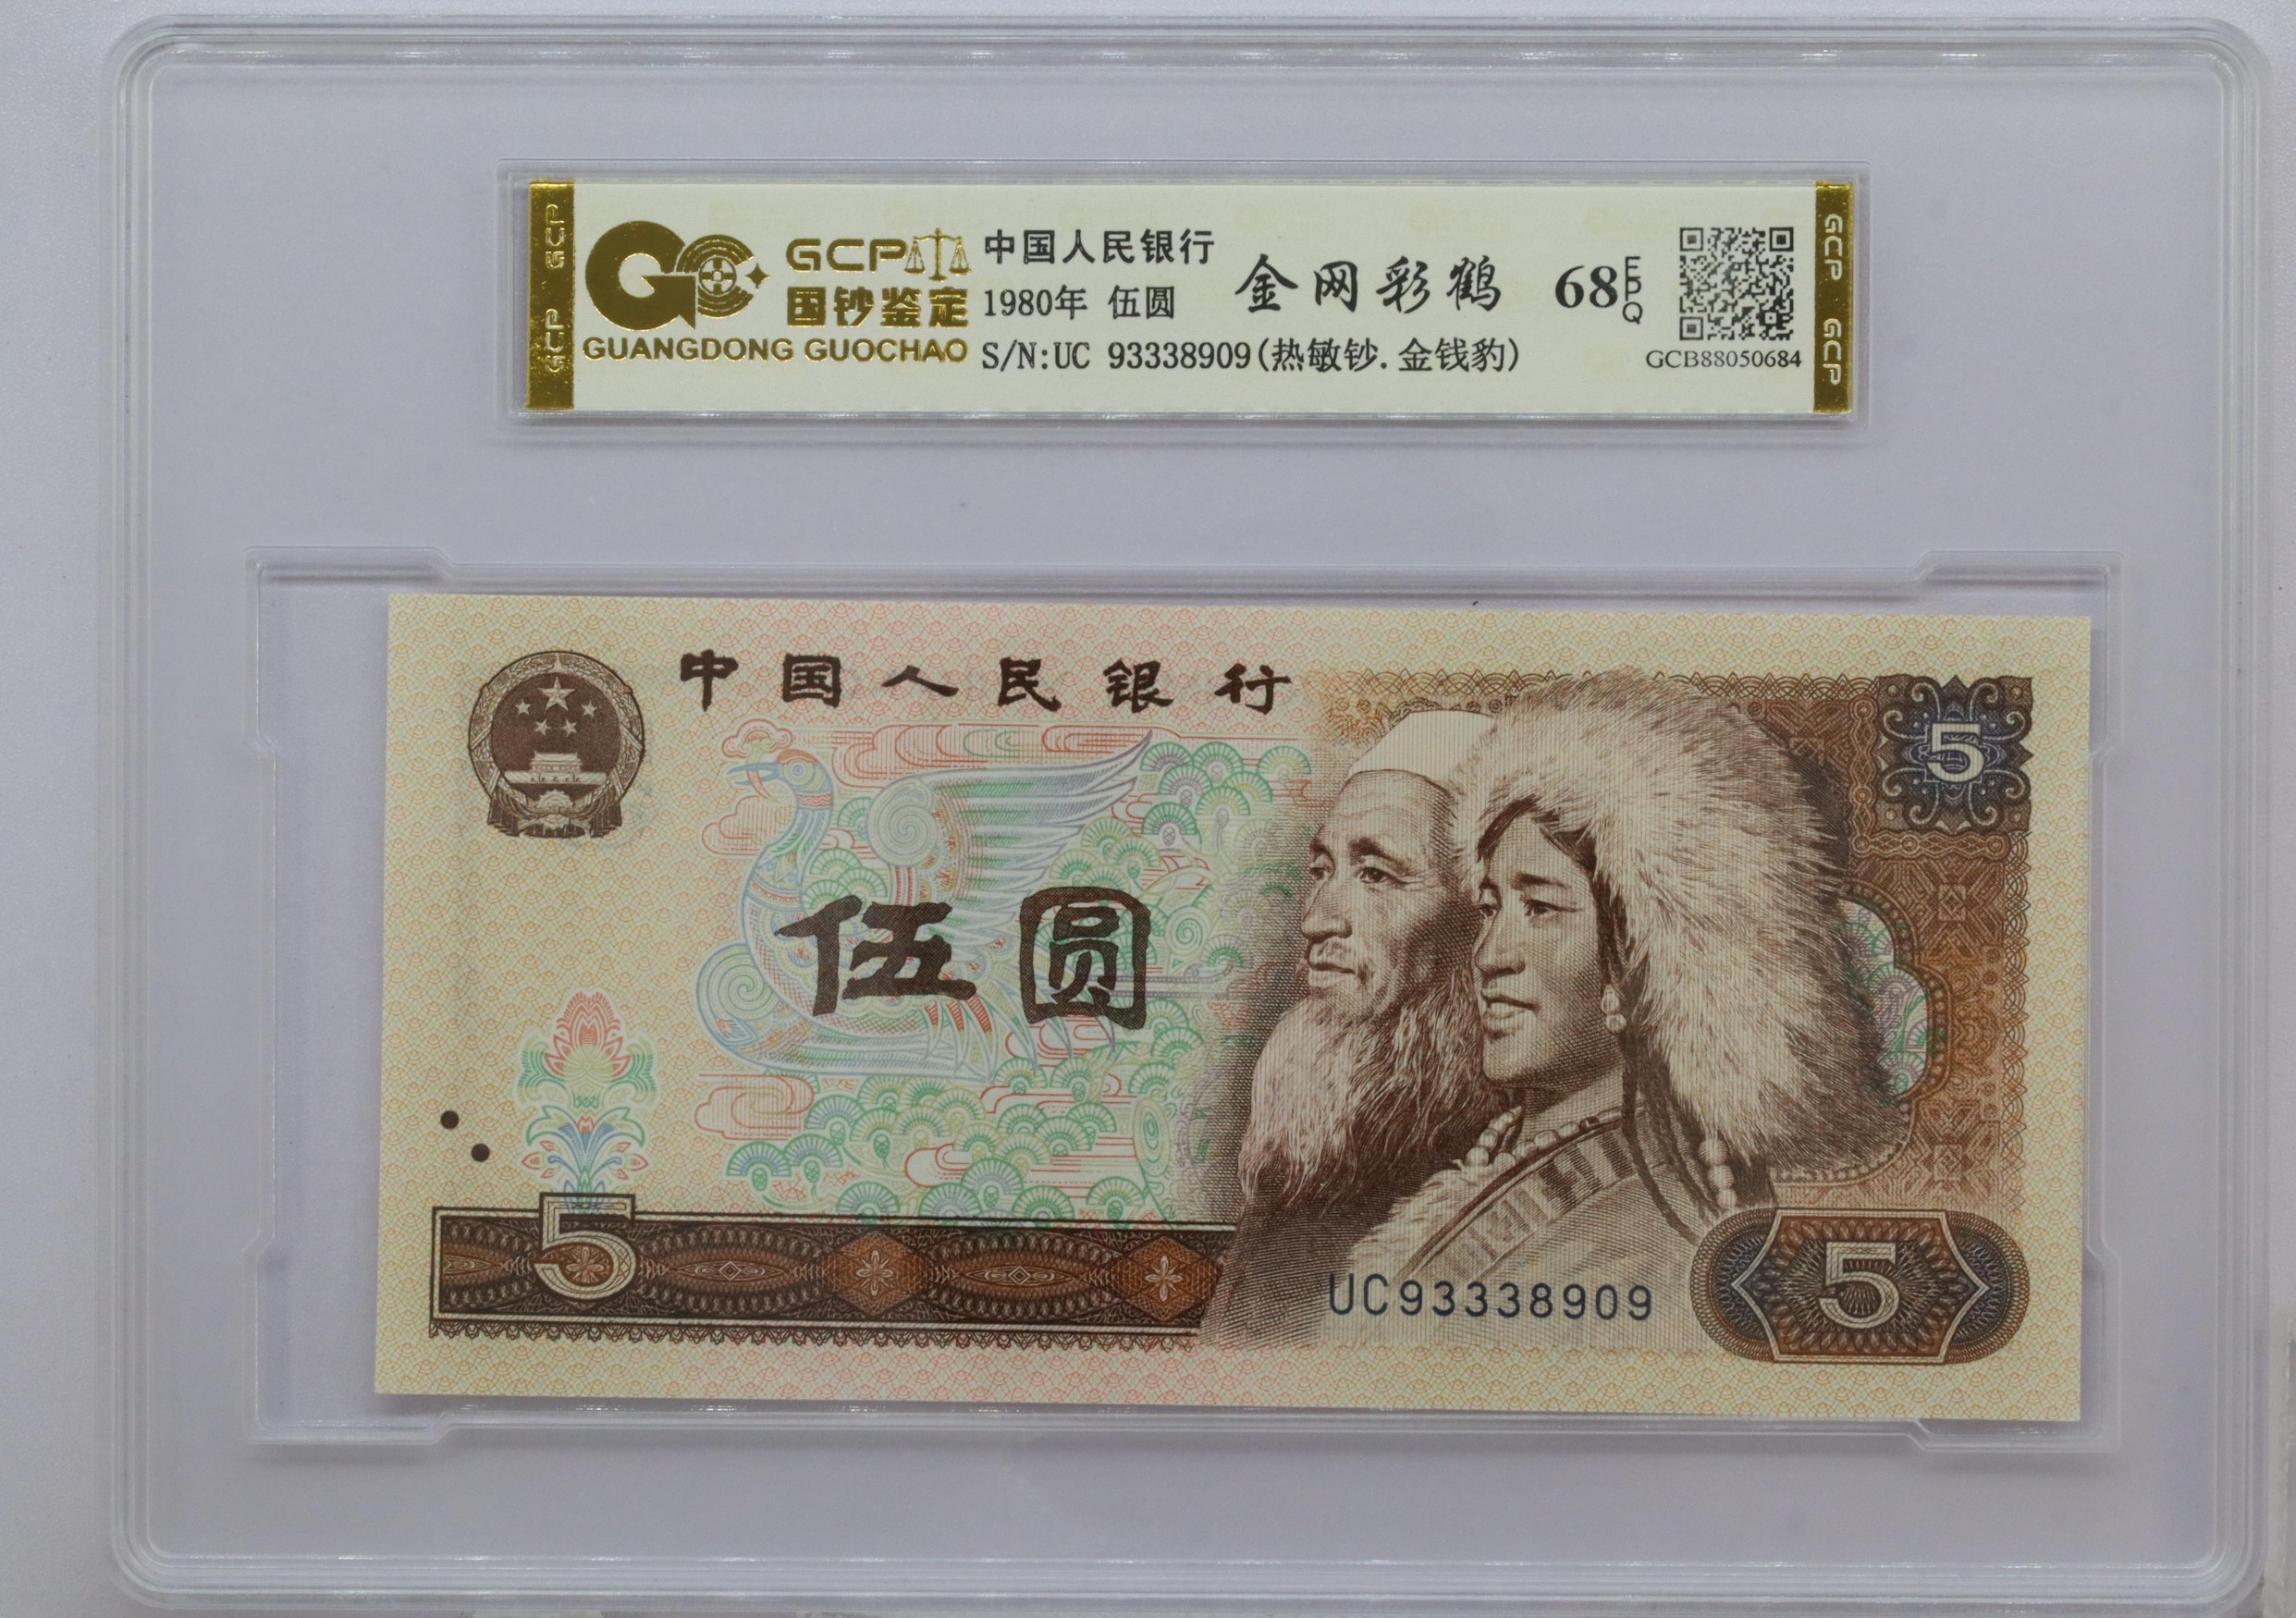 GCP GCP
GCP
国钞鉴定
GUANGDONG GUOCHAO
中国人民银行
1980年 伍圆
S/N:UC 93338909(热敏钞.金钱豹)
金网彩鹤
68 EPQ
GCB88050684
GCP GCP
中国人民银行
5
伍圆
5
UC93338909
5